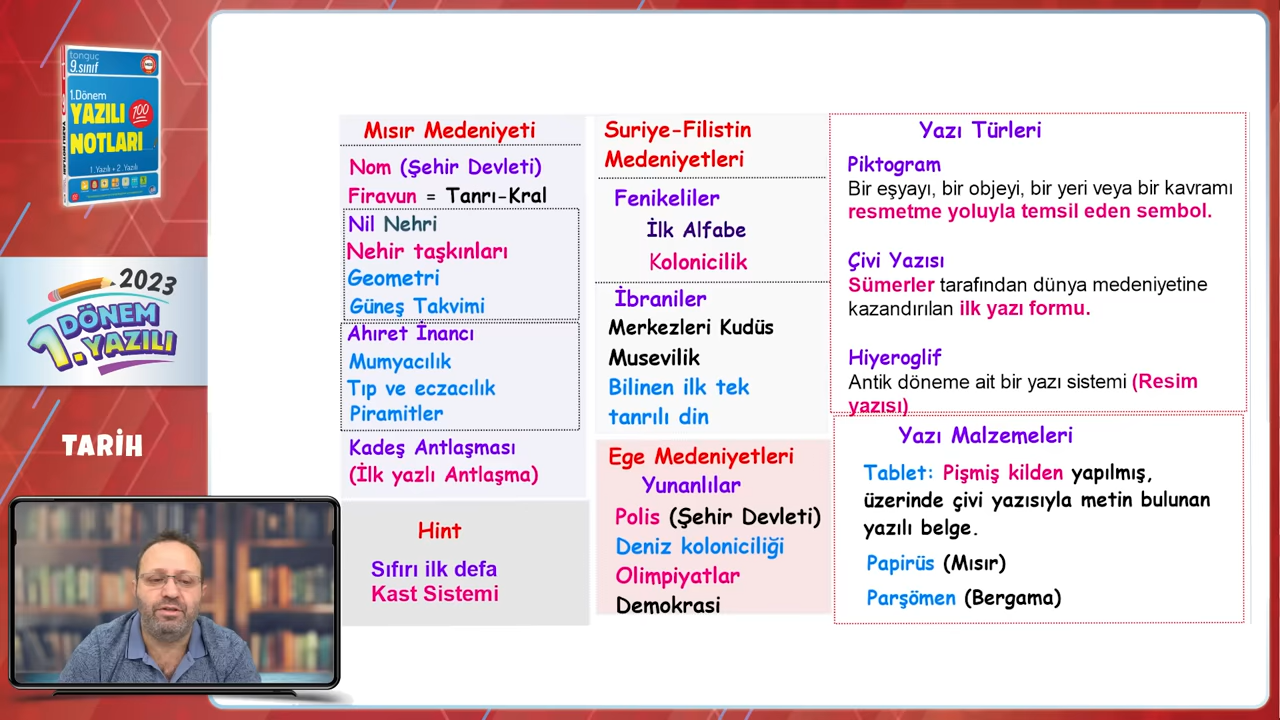 tonguç
9.sınıf
1.Dönem
YAZILI
100
NOTLARI
1.Yazılı + 2.Yazılı
2023
1. DÖNEM
YAZILI
TARİH
Mısır Medeniyeti
Nom (Şehir Devleti)
Firavun = Tanrı-Kral
Nil Nehri
Nehir taşkınları
Geometri
Güneş Takvimi
Ahıret İnancı
Mumyacılık
Tıp ve eczacılık
Piramitler
Kadeş Antlaşması
(İlk yazlı Antlaşma)
Hint
Sıfırı ilk defa
Kast Sistemi
Suriye-Filistin
Medeniyetleri
Fenikeliler
İlk Alfabe
Kolonicilik
İbraniler
Merkezleri Kudüs
Musevilik
Bilinen ilk tek
tanrılı din
Ege Medeniyetleri
Yunanlılar
Polis (Şehir Devleti)
Deniz koloniciliği
Olimpiyatlar
Demokrasi
Yazı Türleri
Piktogram
Bir eşyayı, bir objeyi, bir yeri veya bir kavramı
resmetme yoluyla temsil eden sembol.
Çivi Yazısı
Sümerler tarafından dünya medeniyetine
kazandırılan ilk yazı formu.
Hiyeroglif
Antik döneme ait bir yazı sistemi (Resim
yazısı)
Yazı Malzemeleri
Tablet: Pişmiş kilden yapılmış,
üzerinde çivi yazısıyla metin bulunan
yazılı belge.
Papirüs (Mısır)
Parşömen (Bergama)